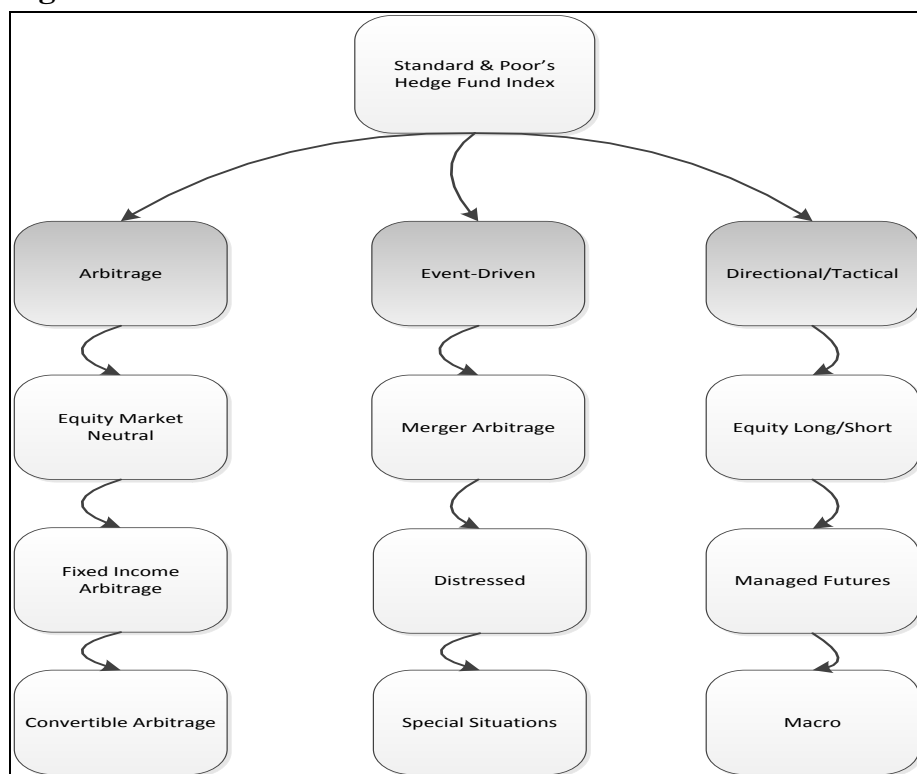 Standard & Poor's
Hedge Fund Index
Arbitrage
Event-Driven
Directional/Tactical
Equity Market
Neutral
Merger Arbitrage
Equity Long/Short
Fixed Income
Arbitrage
Distressed
Managed Futures
Convertible Arbitrage
Special Situations
Macro